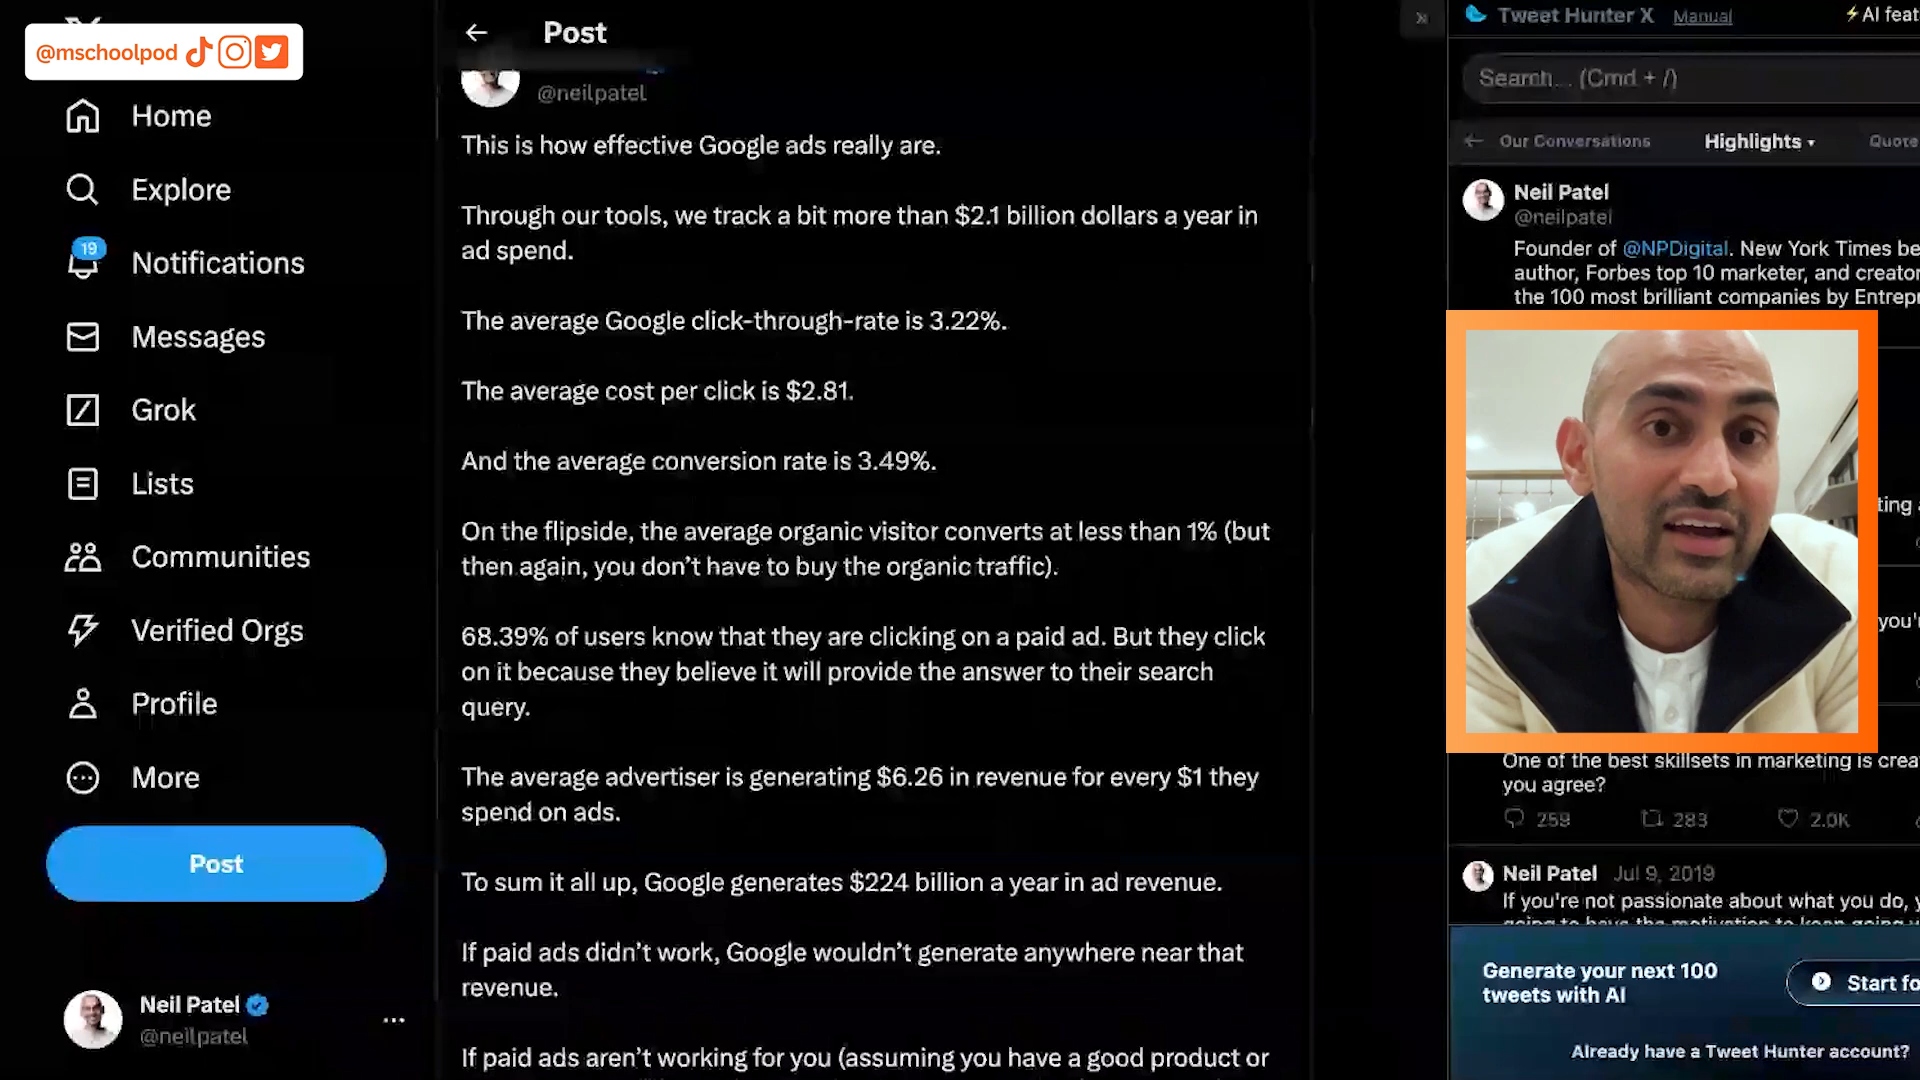 @mschoolpod
Home
Explore
19
Notifications
Messages
Grok
Lists
Communities
Verified Orgs
Profile
More
Post
Neil Patel
@neilpatel
Post
@neilpatel
This is how effective Google ads really are.
Through our tools, we track a bit more than $2.1 billion dollars a year in
ad spend.
The average Google click-through-rate is 3.22%.
The average cost per click is $2.81.
And the average conversion rate is 3.49%.
On the flipside, the average organic visitor converts at less than 1% (but
then again, you don’t have to buy the organic traffic).
68.39% of users know that they are clicking on a paid ad. But they click
on it because they believe it will provide the answer to their search
query.
The average advertiser is generating $6.26 in revenue for every $1 they
spend on ads.
To sum it all up, Google generates $224 billion a year in ad revenue.
If paid ads didn’t work, Google wouldn’t generate anywhere near that
revenue.
If paid ads aren’t working for you (assuming you have a good product or
Tweet Hunter X Manual ⚡AI feat
Search... (Cmd + /)
Our Conversations Highlights Quote
Neil Patel
@neilpatel
Founder of @NPDigital. New York Times be
author, Forbes top 10 marketer, and creator
the 100 most brilliant companies by Entrepr
ting
you'
One of the best skillsets in marketing is crea
you agree?
259 283 2.0K
Neil Patel Jul 9, 2019
If you're not passionate about what you do, y
going to have the motivation to keep going
Generate your next 100
tweets with AI
Start fo
Already have a Tweet Hunter account?